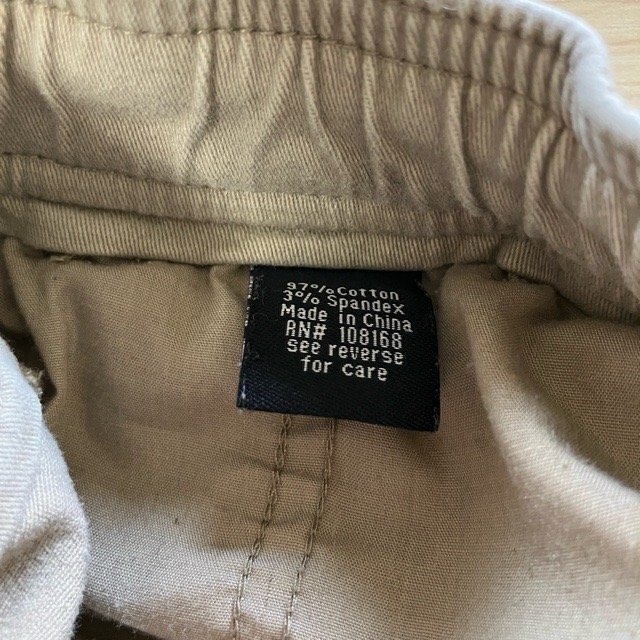 97% Cotton
3% Spandex
Made in China
RN# 108168
see reverse
for care